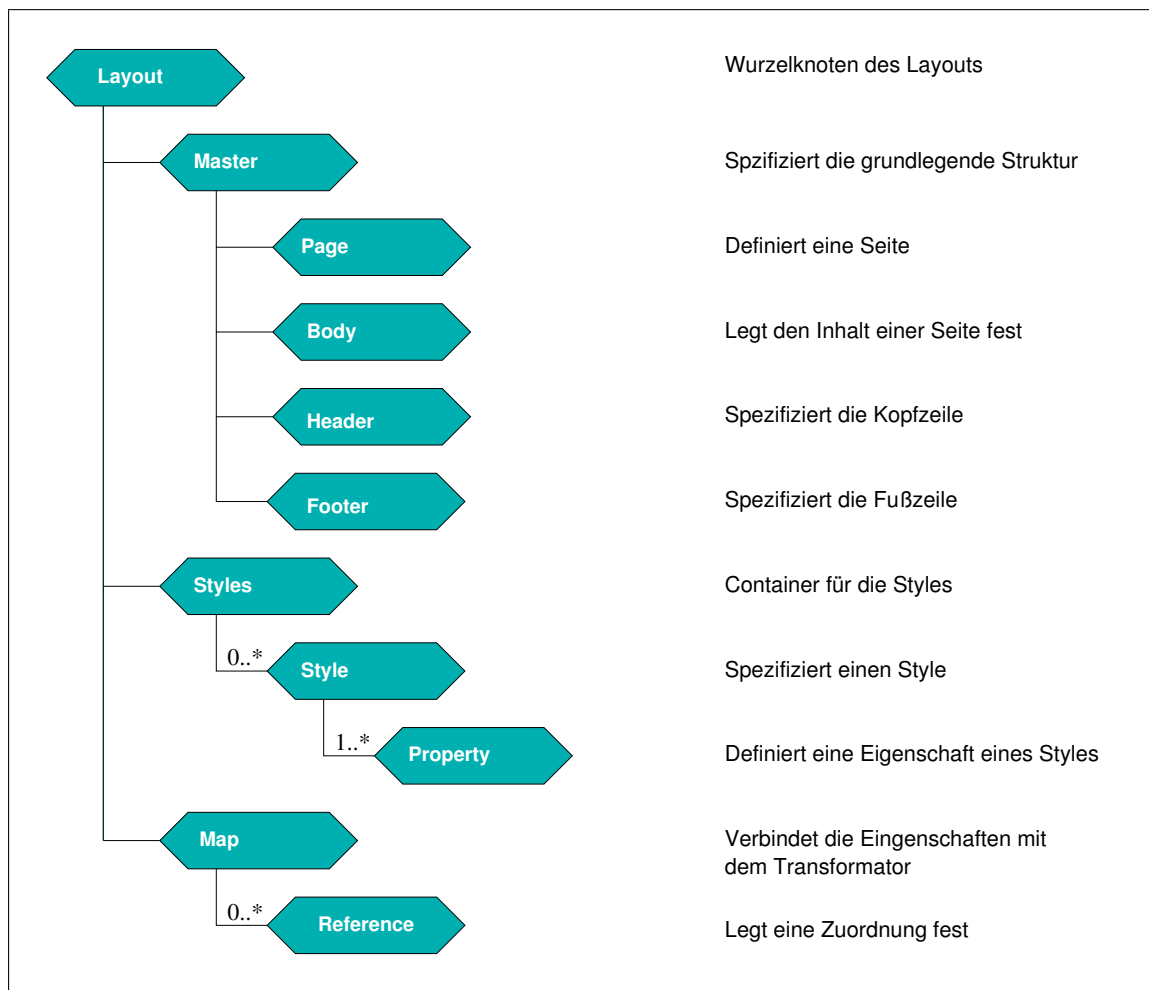 Layout
Wurzelknoten des Layouts
Master
Spzifiziert die grundlegende Struktur
Page
Definiert eine Seite
Body
Legt den Inhalt einer Seite fest
Header
Spezifiziert die Kopfzeile
Footer
Spezifiziert die Fußzeile
Styles
Container für die Styles
0..*
Style
Spezifiziert einen Style
1..*
Property
Definiert eine Eigenschaft eines Styles
Map
Verbindet die Eingenschaften mit
dem Transformator
0..*
Reference
Legt eine Zuordnung fest